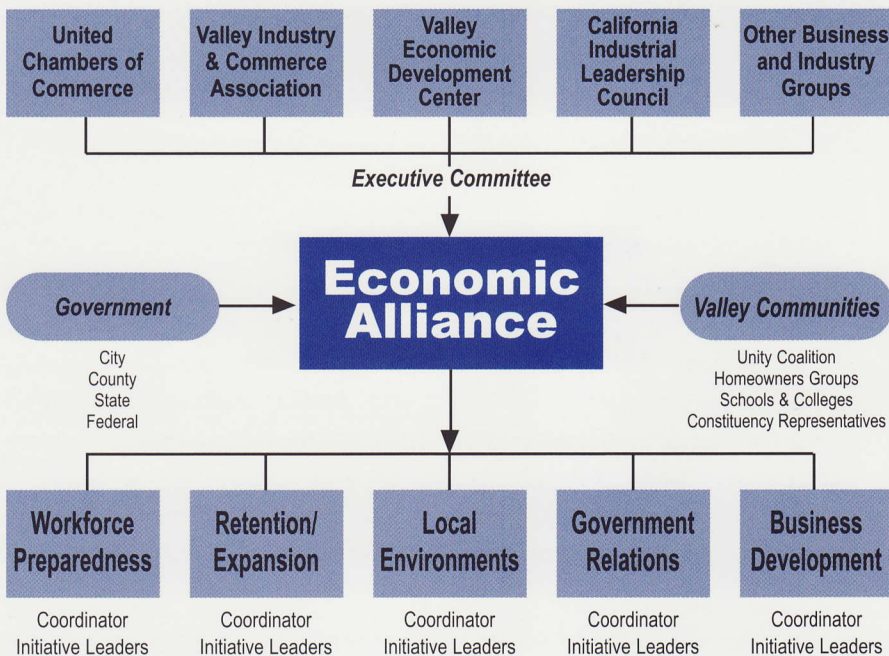 United
Chambers of
Commerce
Valley Industry
& Commerce
Association
Valley
Economic
Development
Center
California
Industrial
Leadership
Council
Other Business
and Industry
Groups
Executive Committee
Economic
Alliance
Government
City
County
State
Federal
Valley Communities
Unity Coalition
Homeowners Groups
Schools & Colleges
Constituency Representatives
Workforce
Preparedness
Coordinator
Initiative Leaders
Retention/
Expansion
Coordinator
Initiative Leaders
Local
Environments
Coordinator
Initiative Leaders
Government
Relations
Coordinator
Initiative Leaders
Business
Development
Coordinator
Initiative Leaders